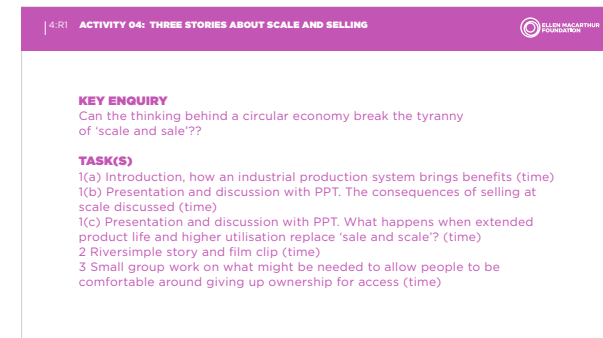 4:R1 ACTIVITY 04: THREE STORIES ABOUT SCALE AND SELLING
ELLEN MACARTHUR
FOUNDATION
KEY ENQUIRY
Can the thinking behind a circular economy break the tyranny
of ‘scale and sale’??
TASK(S)
1(a) Introduction, how an industrial production system brings benefits (time)
1(b) Presentation and discussion with PPT. The consequences of selling at
scale discussed (time)
1(c) Presentation and discussion with PPT. What happens when extended
product life and higher utilisation replace ‘sale and scale’? (time)
2 Riversimple story and film clip (time)
3 Small group work on what might be needed to allow people to be
comfortable around giving up ownership for access (time)